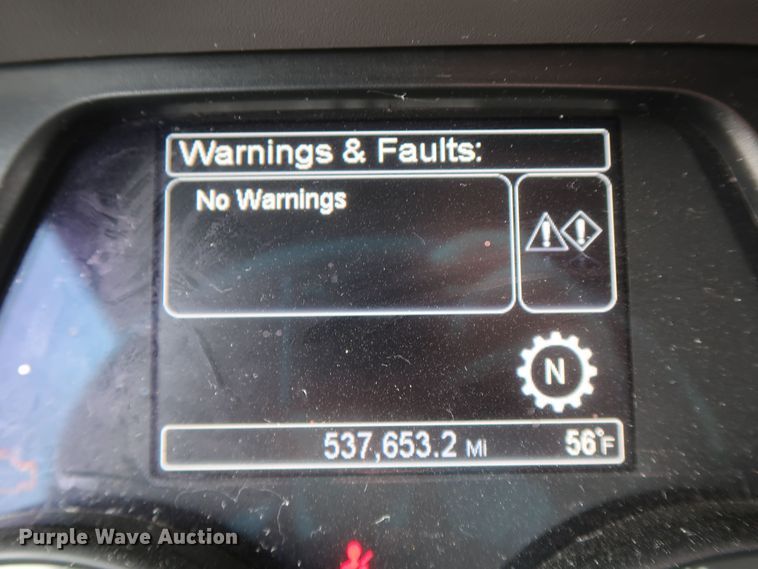 Warnings & Faults:
No Warnings
N
537,653.2 MI 56°F
Purple Wave Auction